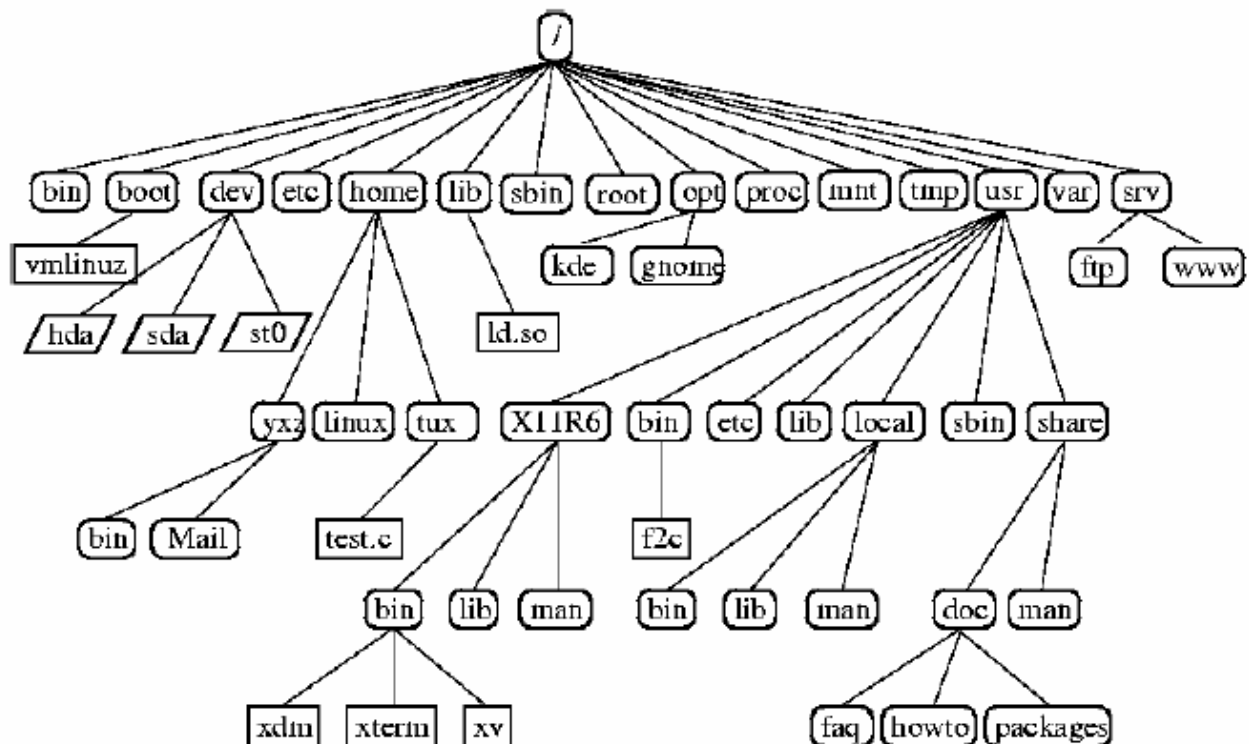 /
bin boot dev etc home lib sbin root opt proc mnt tmp usr var srv
vmlinuz kde gnome ftp www
hda sda st0 ld.so
yxz linux tux X11R6 bin etc lib local sbin share
bin Mail test.c f2c
bin lib man bin lib man doc man
xdm xterm xv faq howto packages